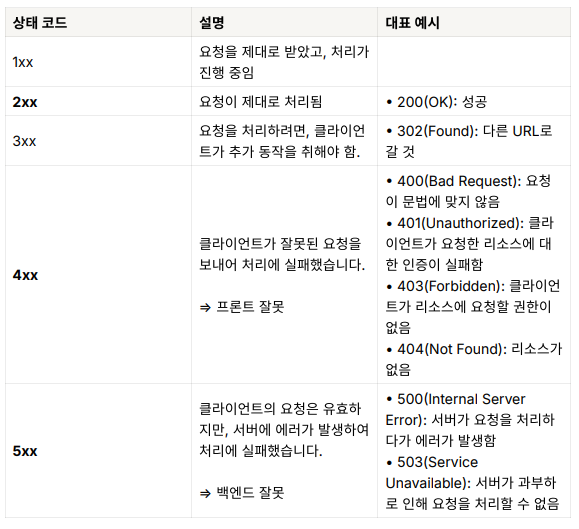 상태 코드
설명
대표 예시
1xx
요청을 제대로 받았고, 처리가
진행 중임
2xx
요청이 제대로 처리됨
• 200(OK): 성공
3xx
요청을 처리하려면, 클라이언
트가 추가 동작을 취해야 함.
• 302(Found): 다른 URL로
갈 것
4xx
클라이언트가 잘못된 요청을
보내어 처리에 실패했습니다.
⇒ 프론트 잘못
• 400(Bad Request): 요청
이 문법에 맞지 않음
• 401(Unauthorized): 클라
이언트가 요청한 리소스에 대
한 인증이 실패함
• 403(Forbidden): 클라이언
트가 리소스에 요청할 권한이
없음
• 404(Not Found): 리소스가
없음
5xx
클라이언트의 요청은 유효하
지만, 서버에 에러가 발생하여
처리에 실패했습니다.
⇒ 백엔드 잘못
• 500(Internal Server
Error): 서버가 요청을 처리하
다가 에러가 발생함
• 503(Service
Unavailable): 서버가 과부하
로 인해 요청을 처리할 수 없음